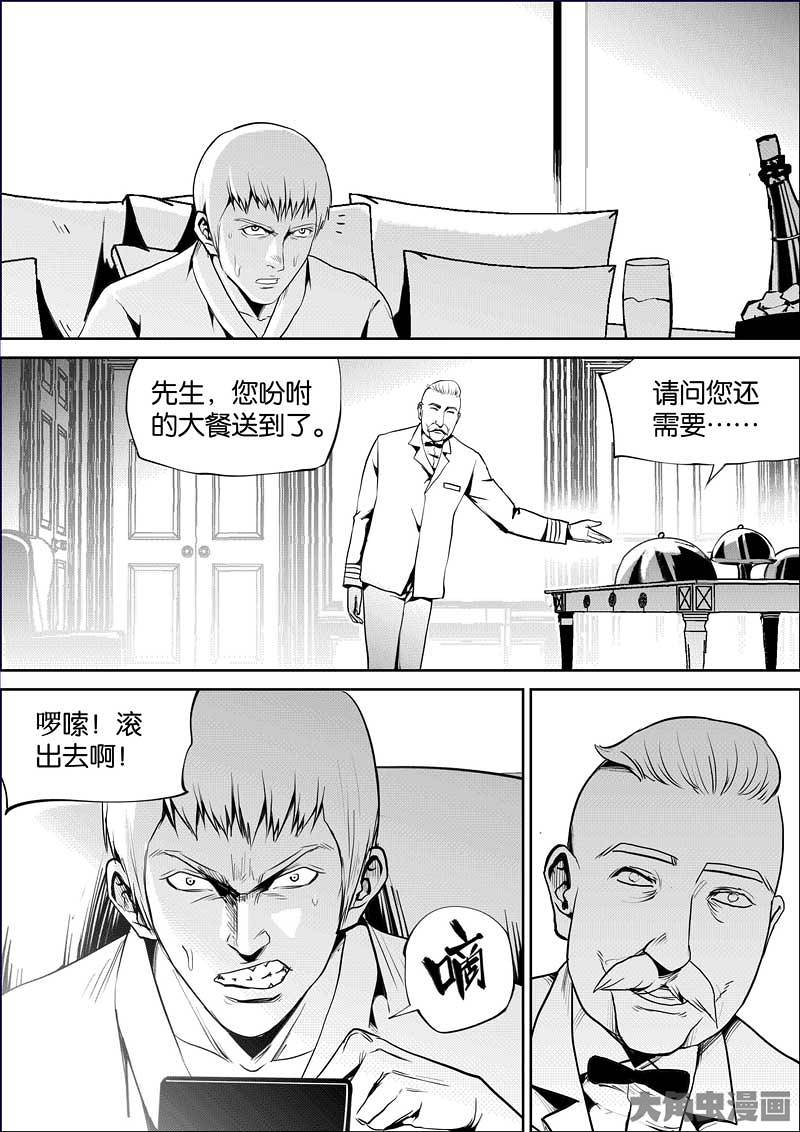 先生，您吩咐
的大餐送到了。
请问您还
需要……
啰嗦！滚
出去啊！
嘀
大角虫漫画